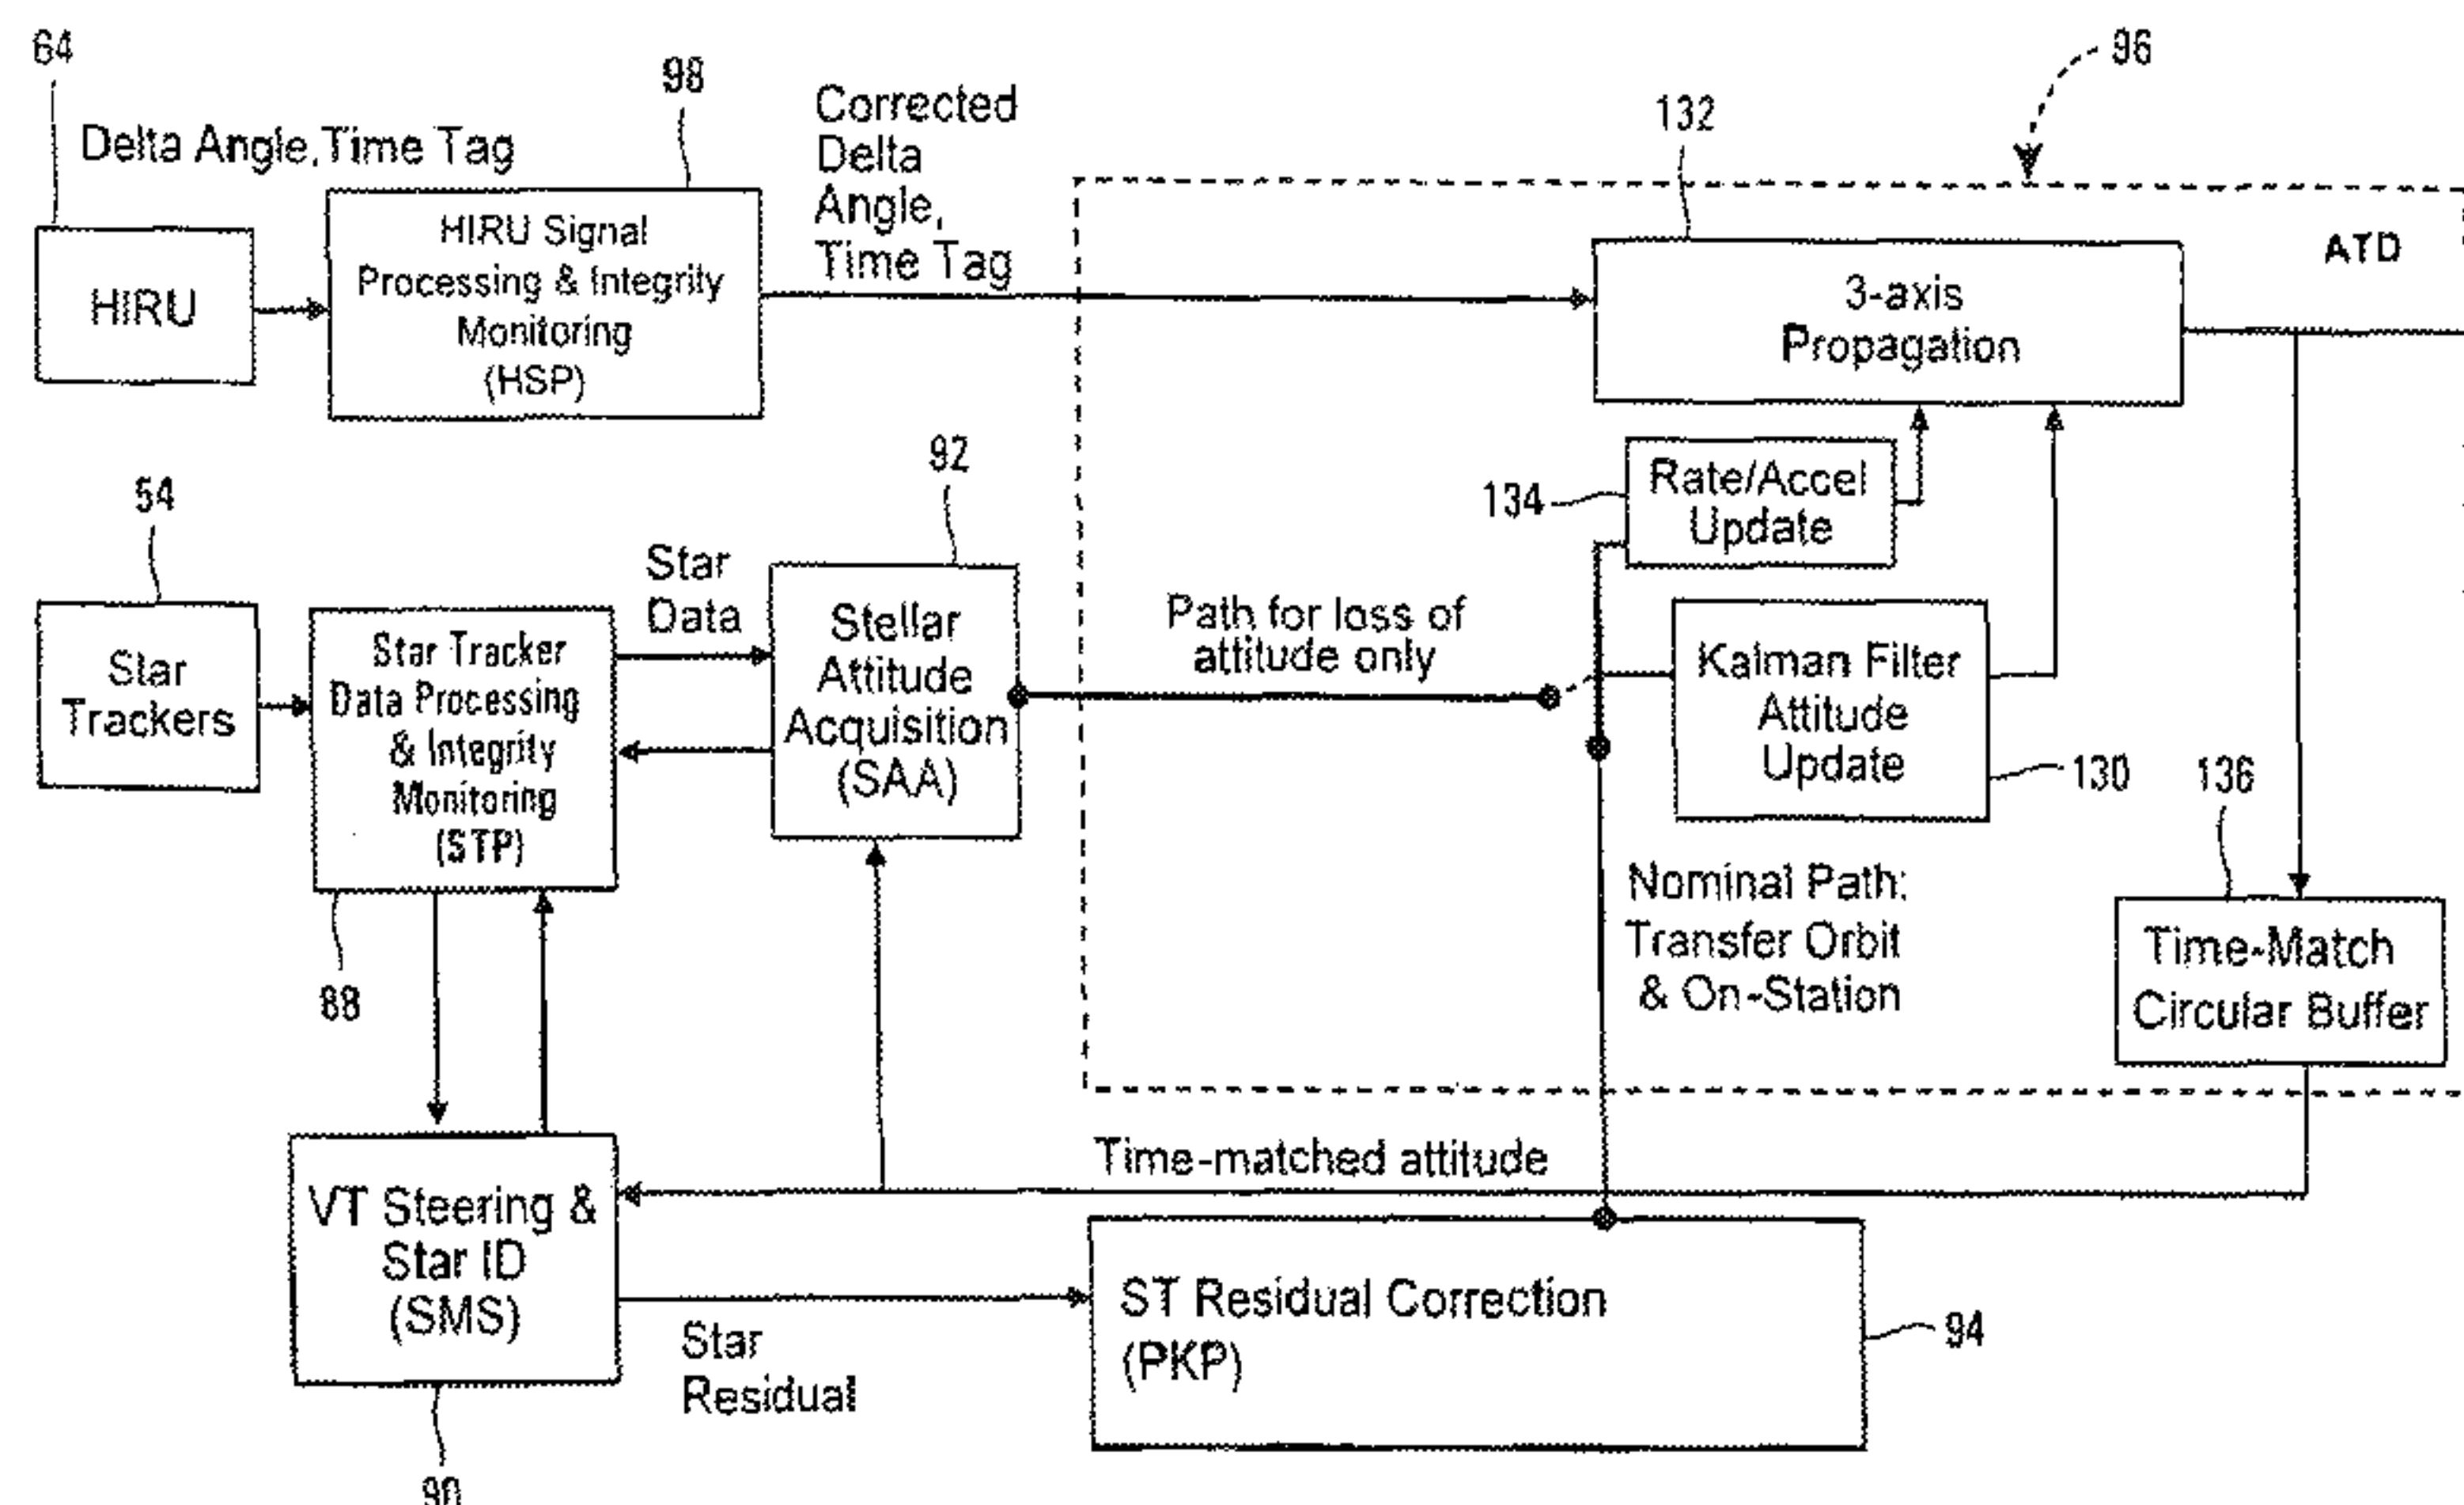 64
98
96
132
Delta Angle, Time Tag
Corrected
Delta
Angle,
Time Tag
HIRU
HIRU Signal
Processing & Integrity
Monitoring
(HSP)
3-axis
Propagation
ATD
92
54
134
Rate/Accel
Update
Star
Data
Star
Trackers
Star Tracker
Data Processing
& Integrity
Monitoring
(STP)
Stellar
Attitude
Acquisition
(SAA)
Path for loss of
attitude only
Kalman Filter
Attitude
Update
130
136
88
Nominal Path:
Transfer Orbit
& On-Station
Time-Match
Circular Buffer
Time-matched attitude
VT Steering &
Star ID
(SMS)
Star
Residual
ST Residual Correction
(PKP)
94
90